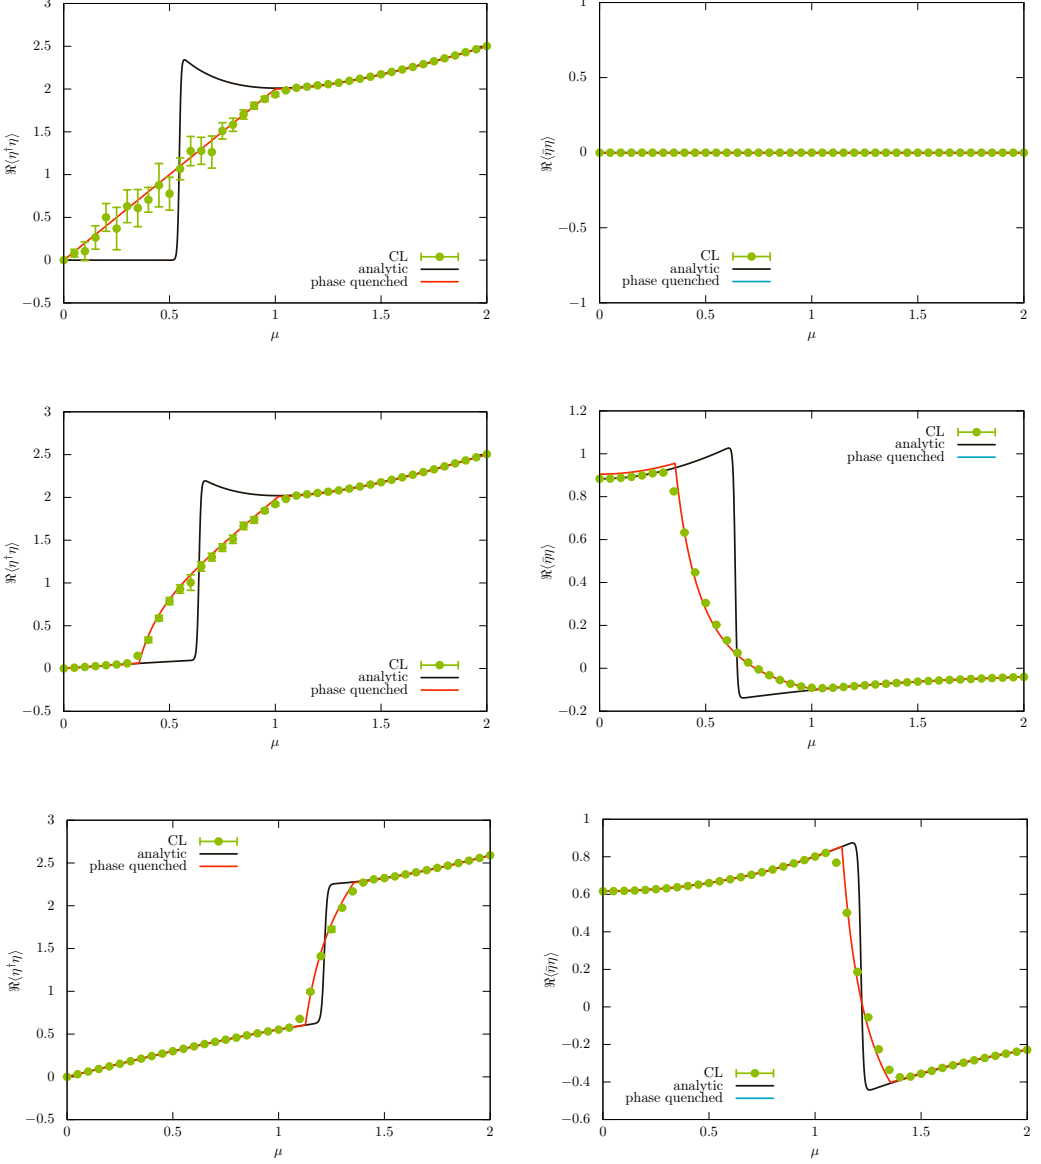 3
2.5
2
1.5
1
0.5
0
−0.5
ℜ⟨η†η⟩
CL
analytic
phase quenched
0 0.5 1 1.5 2
μ
1
0.5
0
−0.5
−1
ℜ⟨η̄η⟩
CL
analytic
phase quenched
0 0.5 1 1.5 2
μ
3
2.5
2
1.5
1
0.5
0
−0.5
ℜ⟨η†η⟩
CL
analytic
phase quenched
0 0.5 1 1.5 2
μ
1.2
1
0.8
0.6
0.4
0.2
0
−0.2
ℜ⟨η̄η⟩
CL
analytic
phase quenched
0 0.5 1 1.5 2
μ
3
2.5
2
1.5
1
0.5
0
−0.5
ℜ⟨η†η⟩
CL
analytic
phase quenched
0 0.5 1 1.5 2
μ
1
0.8
0.6
0.4
0.2
0
−0.2
−0.4
−0.6
ℜ⟨η̄η⟩
CL
analytic
phase quenched
0 0.5 1 1.5 2
μ